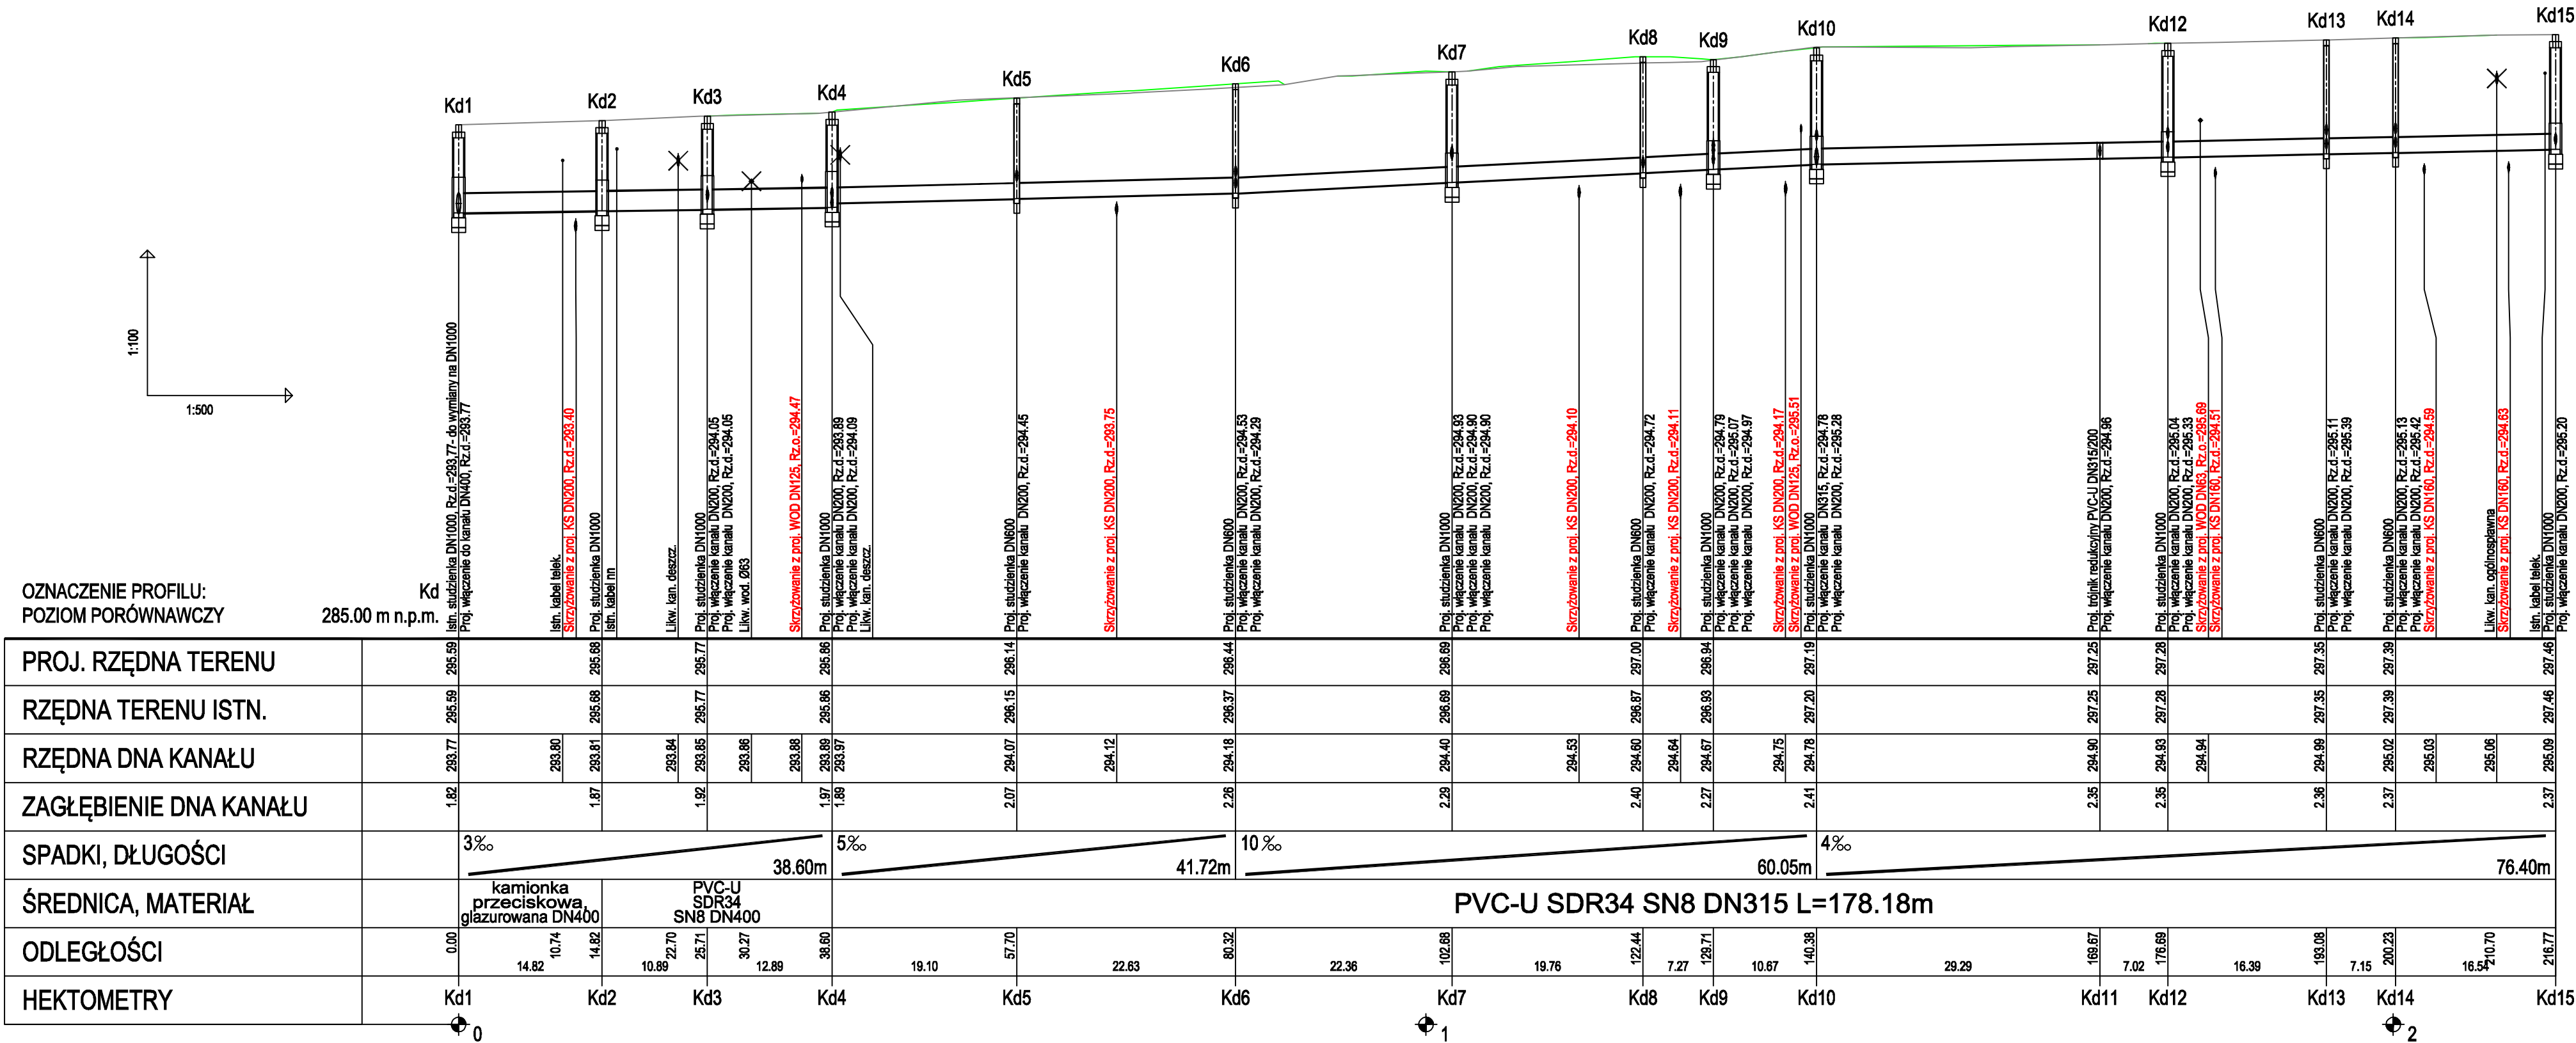 Kd1
Kd2
Kd3
Kd4
Kd5
Kd6
Kd7
Kd8
Kd9
Kd10
Kd12
Kd13
Kd14
Kd15
1:100
1:500
Istn. studzienka DN1000, Rz.d.=293,77- do wymiany na DN1000
Proj. włączenie do kanału DN400, Rz.d.=293.77
Istn. kabel telek.
Skrzyżowanie z proj. KS DN200, Rz.d.=293.40
Proj. studzienka DN1000
Istn. kabel nn
Likw. kan. deszcz.
Proj. studzienka DN1000
Proj. włączenie kanału DN200, Rz.d.=294.05
Proj. włączenie kanału DN200, Rz.d.=294.05
Likw. wod. Ø63
Skrzyżowanie z proj. WOD DN125, Rz.o.=294.47
Proj. studzienka DN1000
Proj. włączenie kanału DN200, Rz.d.=293.89
Proj. włączenie kanału DN200, Rz.d.=294.09
Likw. kan. deszcz.
Proj. studzienka DN600
Proj. włączenie kanału DN200, Rz.d.=294.45
Skrzyżowanie z proj. KS DN200, Rz.d.=293.75
Proj. studzienka DN600
Proj. włączenie kanału DN200, Rz.d.=294.53
Proj. włączenie kanału DN200, Rz.d.=294.29
Proj. studzienka DN1000
Proj. włączenie kanału DN200, Rz.d.=294.93
Proj. włączenie kanału DN200, Rz.d.=294.90
Proj. włączenie kanału DN200, Rz.d.=294.90
Skrzyżowanie z proj. KS DN200, Rz.d.=294.10
Proj. studzienka DN600
Proj. włączenie kanału DN200, Rz.d.=294.72
Skrzyżowanie z proj. KS DN200, Rz.d.=294.11
Proj. studzienka DN1000
Proj. włączenie kanału DN200, Rz.d.=294.79
Proj. włączenie kanału DN200, Rz.d.=295.07
Proj. włączenie kanału DN200, Rz.d.=294.97
Skrzyżowanie z proj. KS DN200, Rz.d.=294.17
Skrzyżowanie z proj. WOD DN125, Rz.o.=295.51
Proj. studzienka DN1000
Proj. włączenie kanału DN315, Rz.d.=294.78
Proj. włączenie kanału DN200, Rz.d.=295.28
Proj. trójnik redukcyjny PVC-U DN315/200
Proj. włączenie kanału DN200, Rz.d.=294.96
Proj. studzienka DN1000
Proj. włączenie kanału DN200, Rz.d.=295.04
Proj. włączenie kanału DN200, Rz.d.=295.33
Skrzyżowanie z proj. WOD DN63, Rz.o.=295.69
Skrzyżowanie z proj. KS DN160, Rz.d.=294.51
Proj. studzienka DN600
Proj. włączenie kanału DN200, Rz.d.=295.11
Proj. włączenie kanału DN200, Rz.d.=295.39
Proj. studzienka DN600
Proj. włączenie kanału DN200, Rz.d.=295.13
Proj. włączenie kanału DN200, Rz.d.=295.42
Skrzyżowanie z proj. KS DN160, Rz.d.=294.59
Likw. kan. ogólnospławna
Skrzyżowanie z proj. KS DN160, Rz.d.=294.63
Istn. kabel telek.
Proj. studzienka DN1000
Proj. włączenie kanału DN200, Rz.d.=295.20
OZNACZENIE PROFILU: Kd
POZIOM PORÓWNAWCZY 285.00 m n.p.m.
PROJ. RZĘDNA TERENU 295.59 295.68 295.77 295.86 296.14 296.44 296.69 297.00 296.94 297.19 297.25 297.28 297.35 297.39 297.46
RZĘDNA TERENU ISTN. 295.59 295.68 295.77 295.86 296.15 296.37 296.69 296.87 296.93 297.20 297.25 297.28 297.35 297.39 297.46
RZĘDNA DNA KANAŁU 293.77 293.80 293.81 293.84 293.85 293.86 293.88 293.89 293.97 294.07 294.12 294.18 294.40 294.53 294.60 294.64 294.67 294.75 294.78 294.90 294.93 294.94 294.99 295.02 295.03 295.06 295.09
ZAGŁĘBIENIE DNA KANAŁU 1.82 1.87 1.92 1.97 1.89 2.07 2.26 2.29 2.40 2.27 2.41 2.35 2.35 2.36 2.37 2.37
SPADKI, DŁUGOŚCI 3‰ 38.60m 5‰ 41.72m 10‰ 60.05m 4‰ 76.40m
ŚREDNICA, MATERIAŁ
kamionka
przeciskowa,
glazurowana DN400
PVC-U
SDR34
SN8 DN400
PVC-U SDR34 SN8 DN315 L=178.18m
ODLEGŁOŚCI 0.00 10.74 14.82 22.70 25.71 30.27 38.60 57.70 80.32 102.68 122.44 129.71 140.38 169.67 176.69 193.08 200.23 210.70 216.77
14.82 10.89 12.89 19.10 22.63 22.36 19.76 7.27 10.67 29.29 7.02 16.39 7.15 16.54
HEKTOMETRY Kd1 Kd2 Kd3 Kd4 Kd5 Kd6 Kd7 Kd8 Kd9 Kd10 Kd11 Kd12 Kd13 Kd14 Kd15
0 1 2